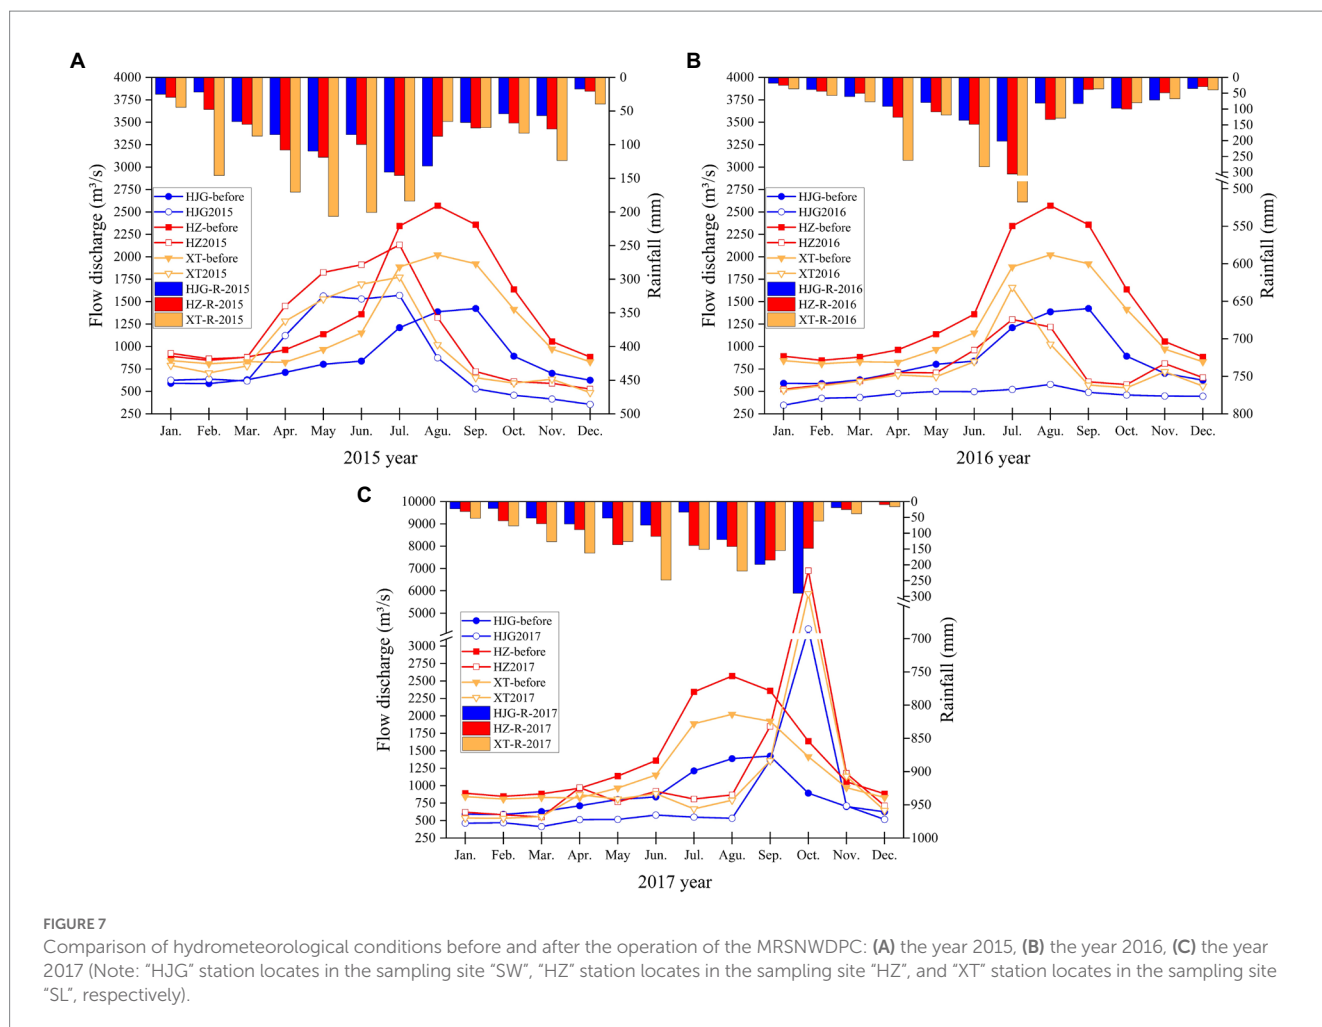 A
4000
3750
3500
3250
3000
2750
2500
2250
2000
1750
1500
1250
1000
750
500
250
Flow discharge (m³/s)
HJG-before
HJG2015
HZ-before
HZ2015
XT-before
XT2015
HJG-R-2015
HZ-R-2015
XT-R-2015
0
50
100
150
200
250
300
350
400
450
500
Rainfall (mm)
Jan. Feb. Mar. Apr. May Jun. Jul. Agu. Sep. Oct. Nov. Dec.
2015 year
B
4000
3750
3500
3250
3000
2750
2500
2250
2000
1750
1500
1250
1000
750
500
250
Flow discharge (m³/s)
HJG-before
HJG2016
HZ-before
HZ2016
XT-before
XT2016
HJG-R-2016
HZ-R-2016
XT-R-2016
0
50
100
150
200
250
300
500
550
600
650
700
750
800
Rainfall (mm)
Jan. Feb. Mar. Apr. May Jun. Jul. Agu. Sep. Oct. Nov. Dec.
2016 year
C
10000
9000
8000
7000
6000
5000
3000
2750
2500
2250
2000
1750
1500
1250
1000
750
500
250
Flow discharge (m³/s)
HJG-before
HJG2017
HZ-before
HZ2017
XT-before
XT2017
HJG-R-2017
HZ-R-2017
XT-R-2017
0
50
100
150
200
250
300
700
750
800
850
900
950
1000
Rainfall (mm)
Jan. Feb. Mar. Apr. May Jun. Jul. Agu. Sep. Oct. Nov. Dec.
2017 year
FIGURE 7
Comparison of hydrometeorological conditions before and after the operation of the MRSNWDPC: (A) the year 2015, (B) the year 2016, (C) the year
2017 (Note: “HJG” station locates in the sampling site “SW”, “HZ” station locates in the sampling site “HZ”, and “XT” station locates in the sampling site
“SL”, respectively).